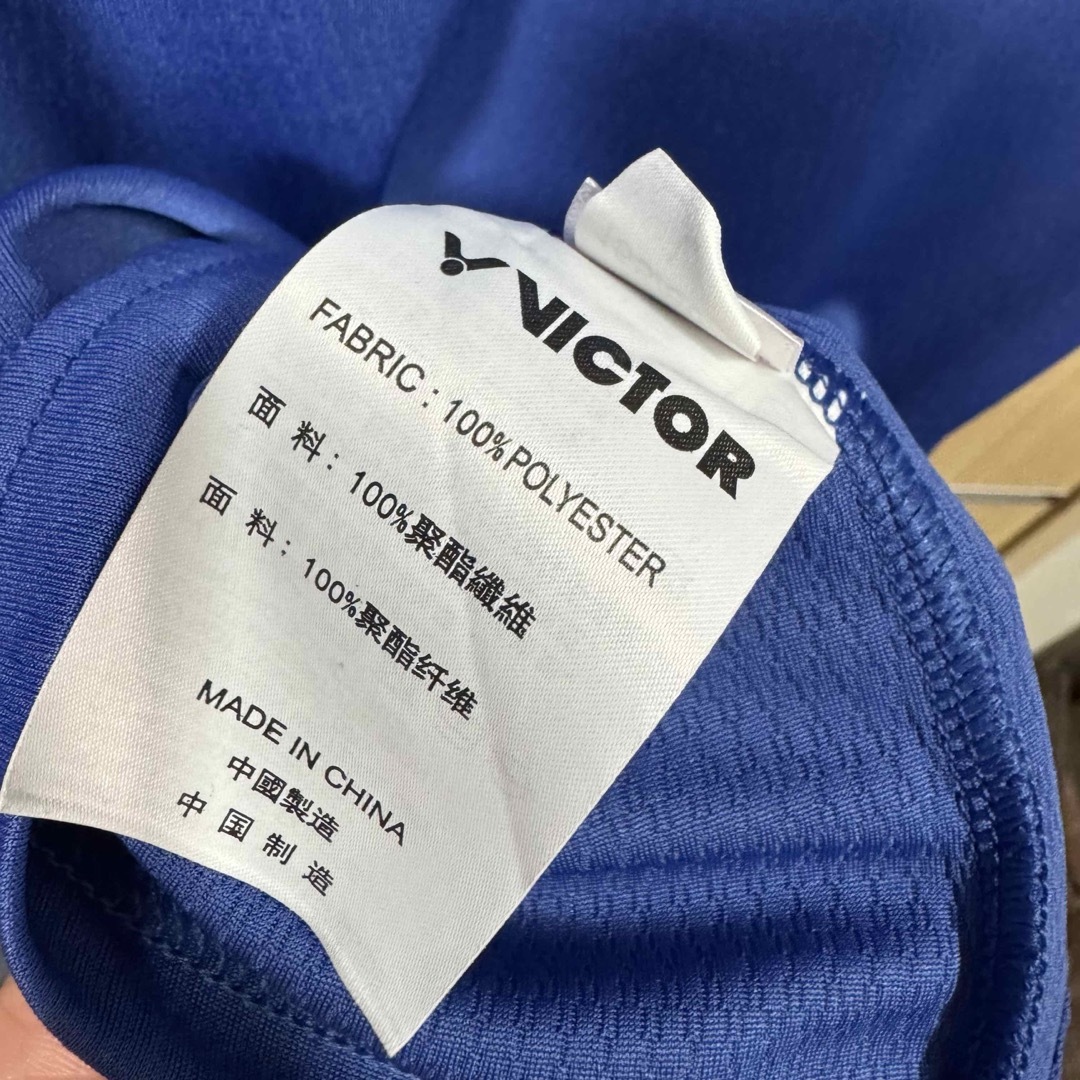 VICTOR
FABRIC : 100%POLYESTER
面 料 : 100%聚酯纖維
面 料 : 100%聚酯纤维
MADE IN CHINA
中國製造
中 国 制 造